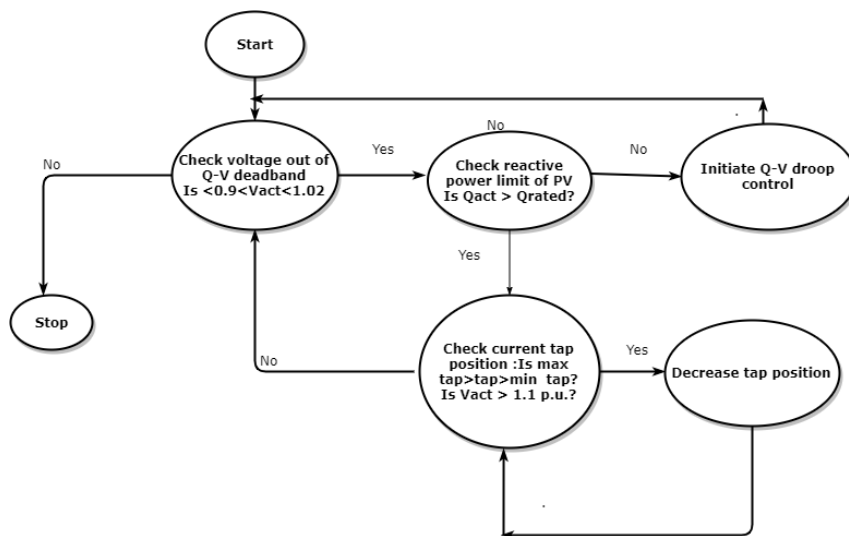 Start
Check voltage out of
Q-V deadband
Is <0.9<Vact<1.02
No
Yes
No
Check reactive
power limit of PV
Is Qact > Qrated?
No
Initiate Q-V droop
control
Yes
Stop
No
Check current tap
position :Is max
tap>tap>min tap?
Is Vact > 1.1 p.u.?
Yes
Decrease tap position